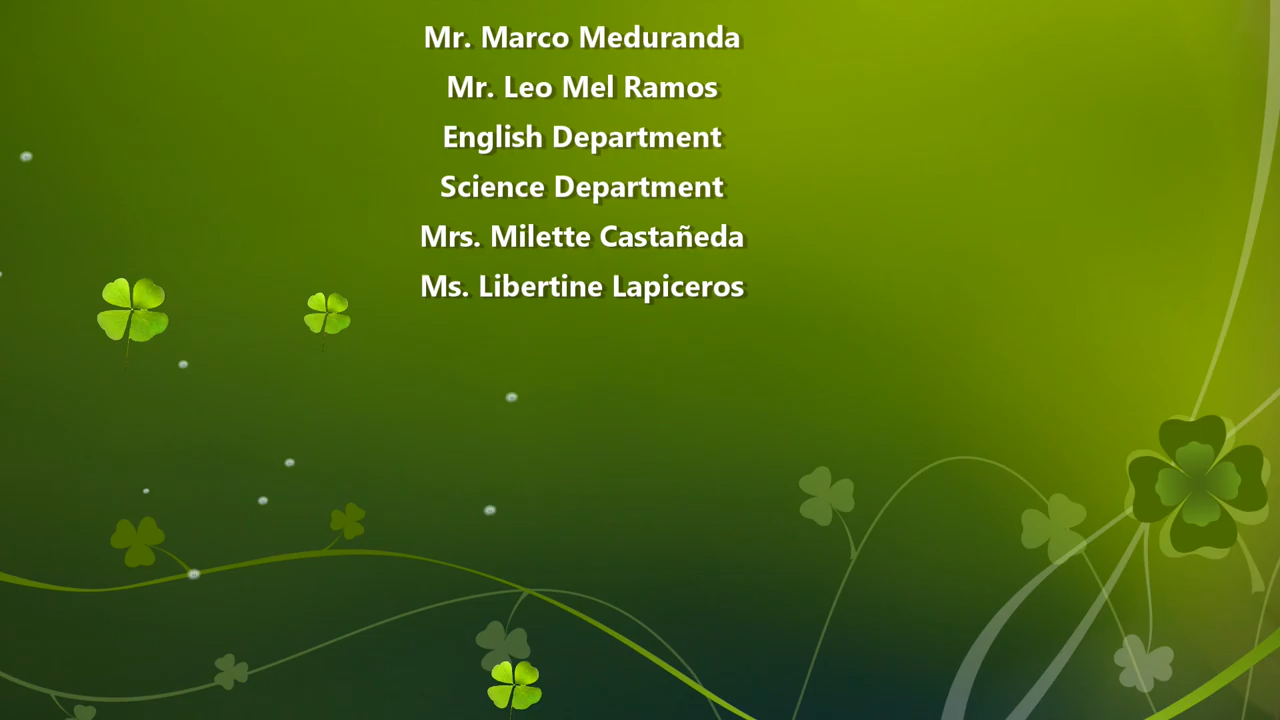 Mr. Marco Meduranda
Mr. Leo Mel Ramos
English Department
Science Department
Mrs. Milette Castañeda
Ms. Libertine Lapiceros